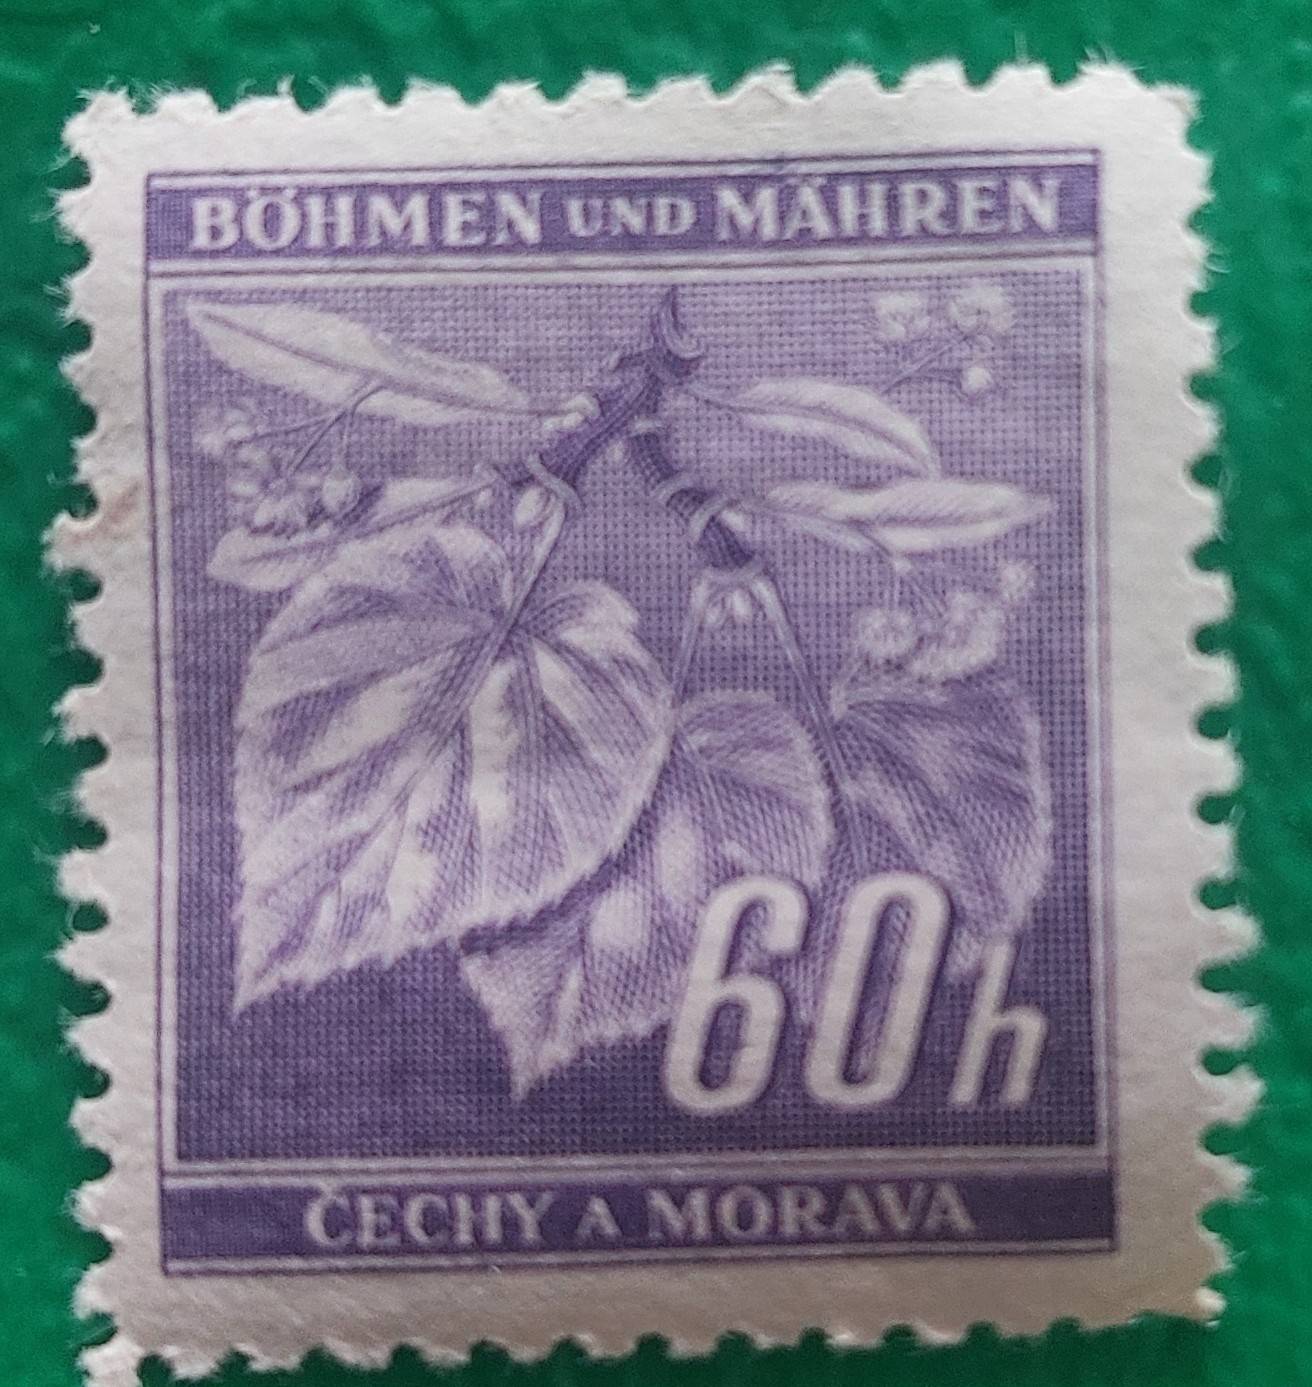 BÖHMEN UND MÄHREN
60h
ČECHY A MORAVA